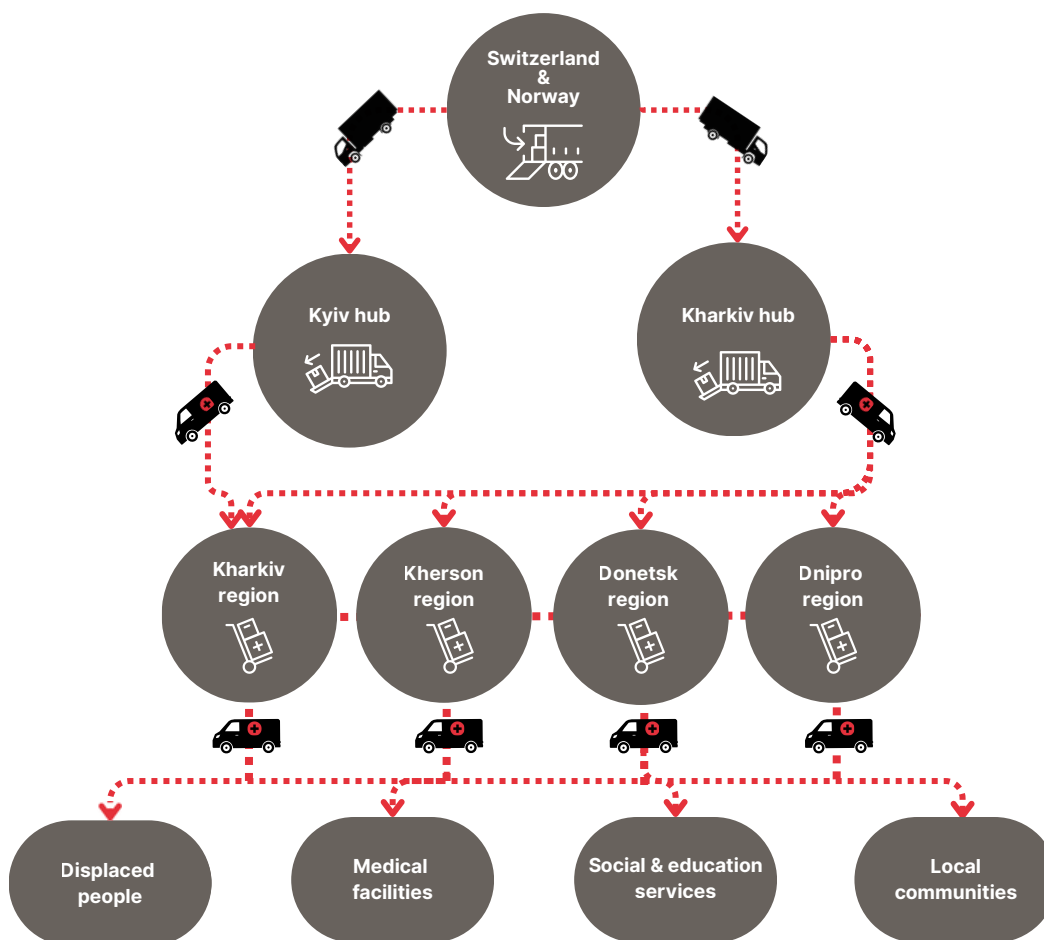 Switzerland
&
Norway
Kyiv hub
Kharkiv hub
Kharkiv
region
Kherson
region
Donetsk
region
Dnipro
region
Displaced
people
Medical
facilities
Social & education
services
Local
communities